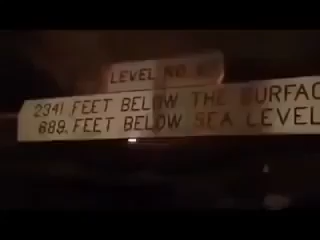 LEVEL NO.
2341 FEET BELOW THE SURFAC
689. FEET BELOW SEA LEVEL